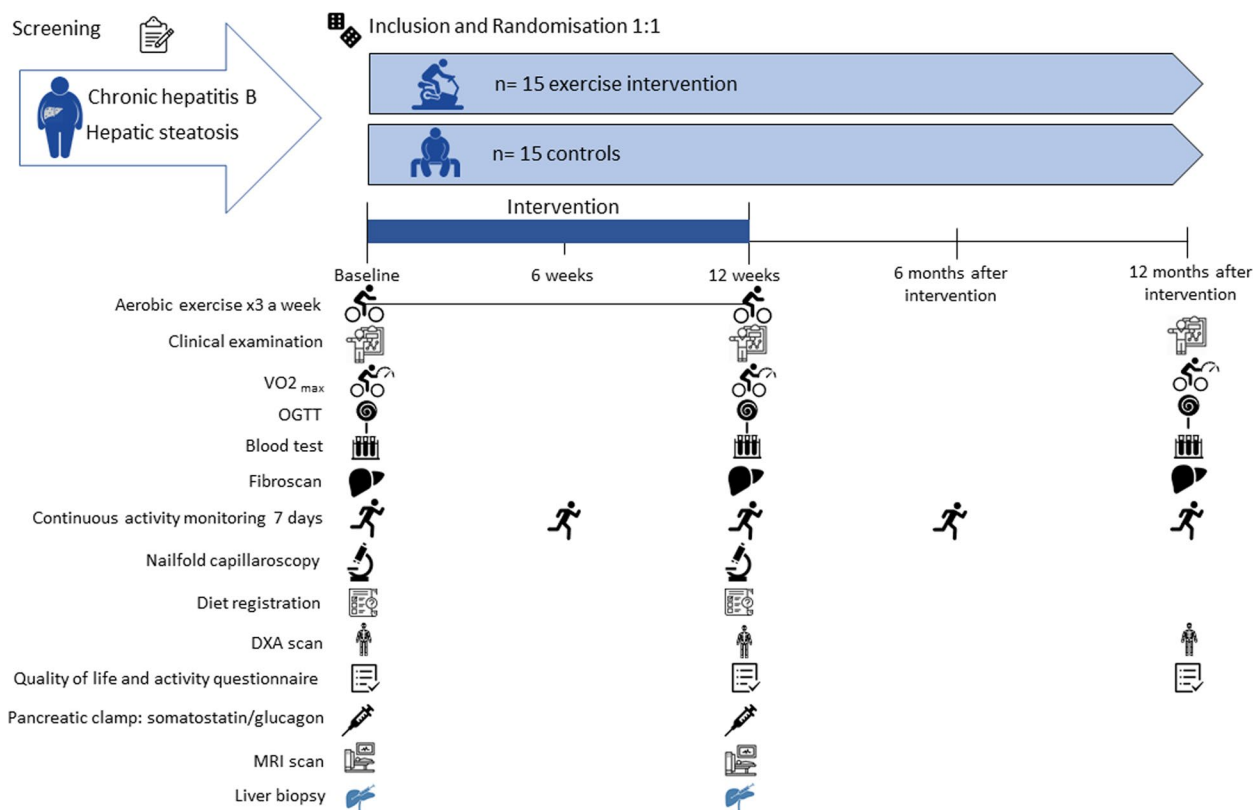 Screening
Inclusion and Randomisation 1:1
Chronic hepatitis B
Hepatic steatosis
n= 15 exercise intervention
n= 15 controls
Intervention
Baseline
6 weeks
12 weeks
6 months after
intervention
12 months after
intervention
Aerobic exercise x3 a week
Clinical examination
VO2 max
OGTT
Blood test
Fibroscan
Continuous activity monitoring 7 days
Nailfold capillaroscopy
Diet registration
DXA scan
Quality of life and activity questionnaire
Pancreatic clamp: somatostatin/glucagon
MRI scan
Liver biopsy